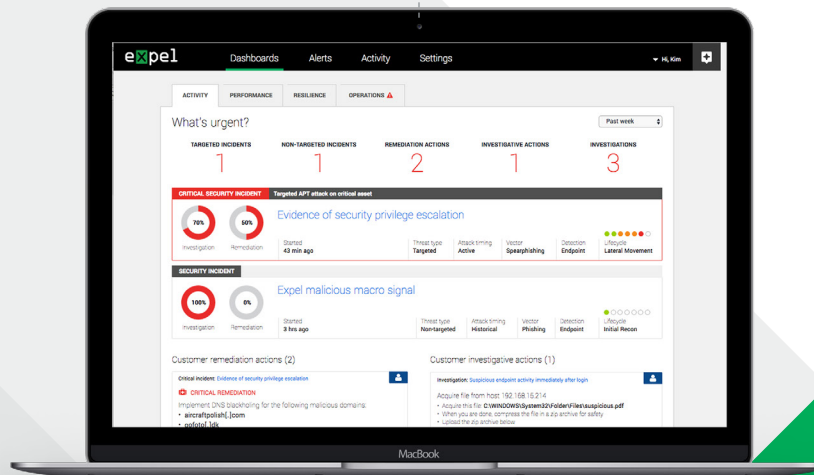 expel
Dashboards Alerts Activity Settings Hi, Kim
ACTIVITY PERFORMANCE RESILIENCE OPERATIONS
What's urgent?
Past week
TARGETED INCIDENTS NON-TARGETED INCIDENTS REMEDIATION ACTIONS INVESTIGATIVE ACTIONS INVESTIGATIONS
1 1 2 1 3
CRITICAL SECURITY INCIDENT Targeted APT attack on critical asset
Evidence of security privilege escalation
70% 50%
Investigation Remediation
Started Threat type Attack timing Vector Detection Lifecycle
43 min ago Targeted Active Spearphishing Endpoint Lateral Movement
SECURITY INCIDENT
Expel malicious macro signal
100% 0%
Investigation Remediation
Started Threat type Attack timing Vector Detection Lifecycle
3 hrs ago Non-targeted Historical Phishing Endpoint Initial Recon
Customer remediation actions (2)
Critical incident: Evidence of security privilege escalation
CRITICAL REMEDIATION
Implement DNS blackholing for the following malicious domains:
• aircraftpolish[.]com
• pofoto[.]dk
Customer investigative actions (1)
Investigation: Suspicious endpoint activity immediately after login
Acquire file from host 192.168.15.214
• Acquire this file: C:\WINDOWS\System32\Folder\Files\suspicious.pdf
• When you are done, compress the file in a zip archive for safety
• Upload the zip archive below
MacBook